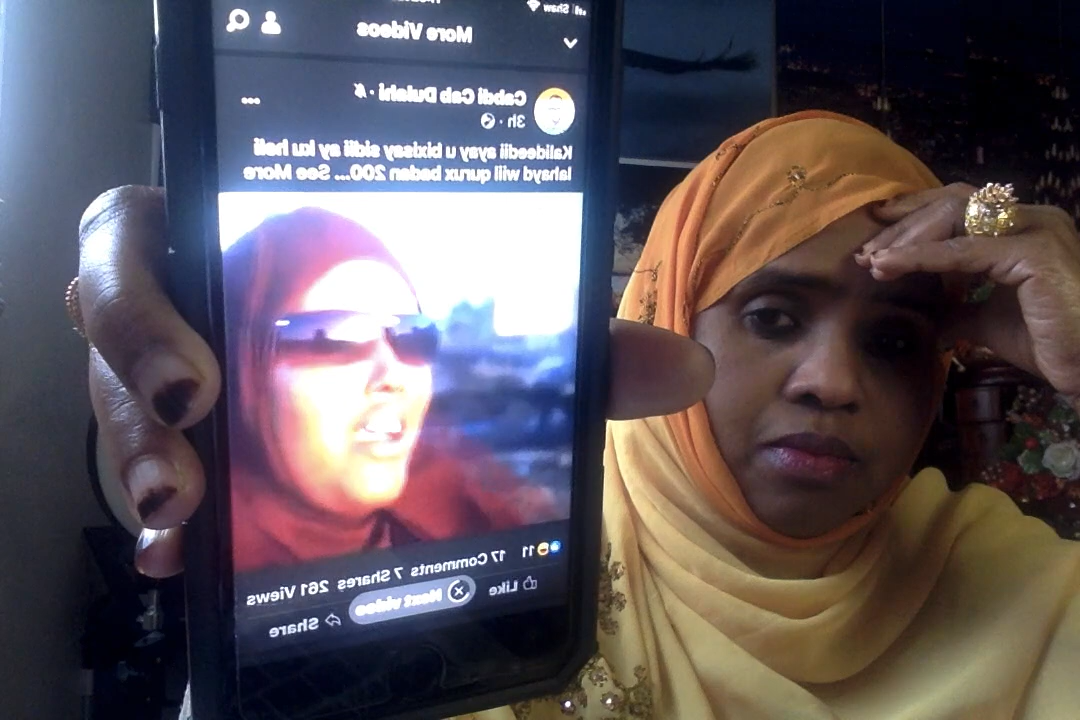 Shaw
More Videos
Cabdi Cab Dulahi ·
3h ·
Kalideedii ayay u bixisay sidii ay ku heli
lahayd wiil qurux badan 200... See More
11 17 Comments 7 Shares 261 Views
Like
Next video
Share